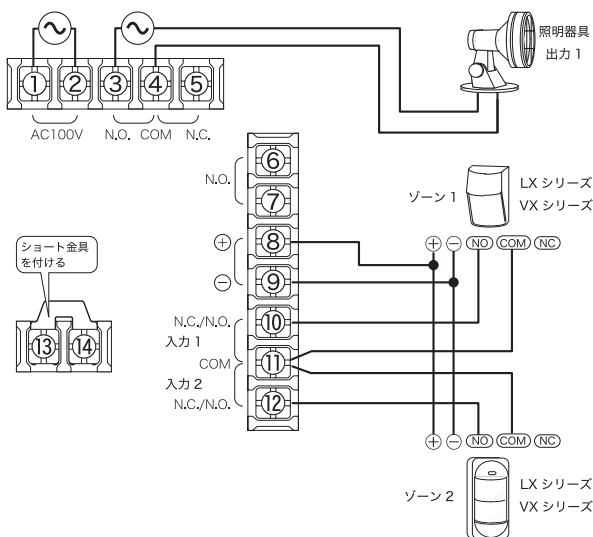 照明器具
出力 1
① ② ③ ④ ⑤
AC100V N.O. COM N.C.
⑥
N.O.
⑦
ゾーン 1
LX シリーズ
VX シリーズ
⊕ ⑧
⊕ ⊖ NO COM NC
ショート金具
を付ける
⊖ ⑨
N.C./N.O. ⑩
入力 1
⑬ ⑭
COM ⑪
入力 2
N.C./N.O. ⑫
⊕ ⊖ NO COM NC
ゾーン 2
LX シリーズ
VX シリーズ